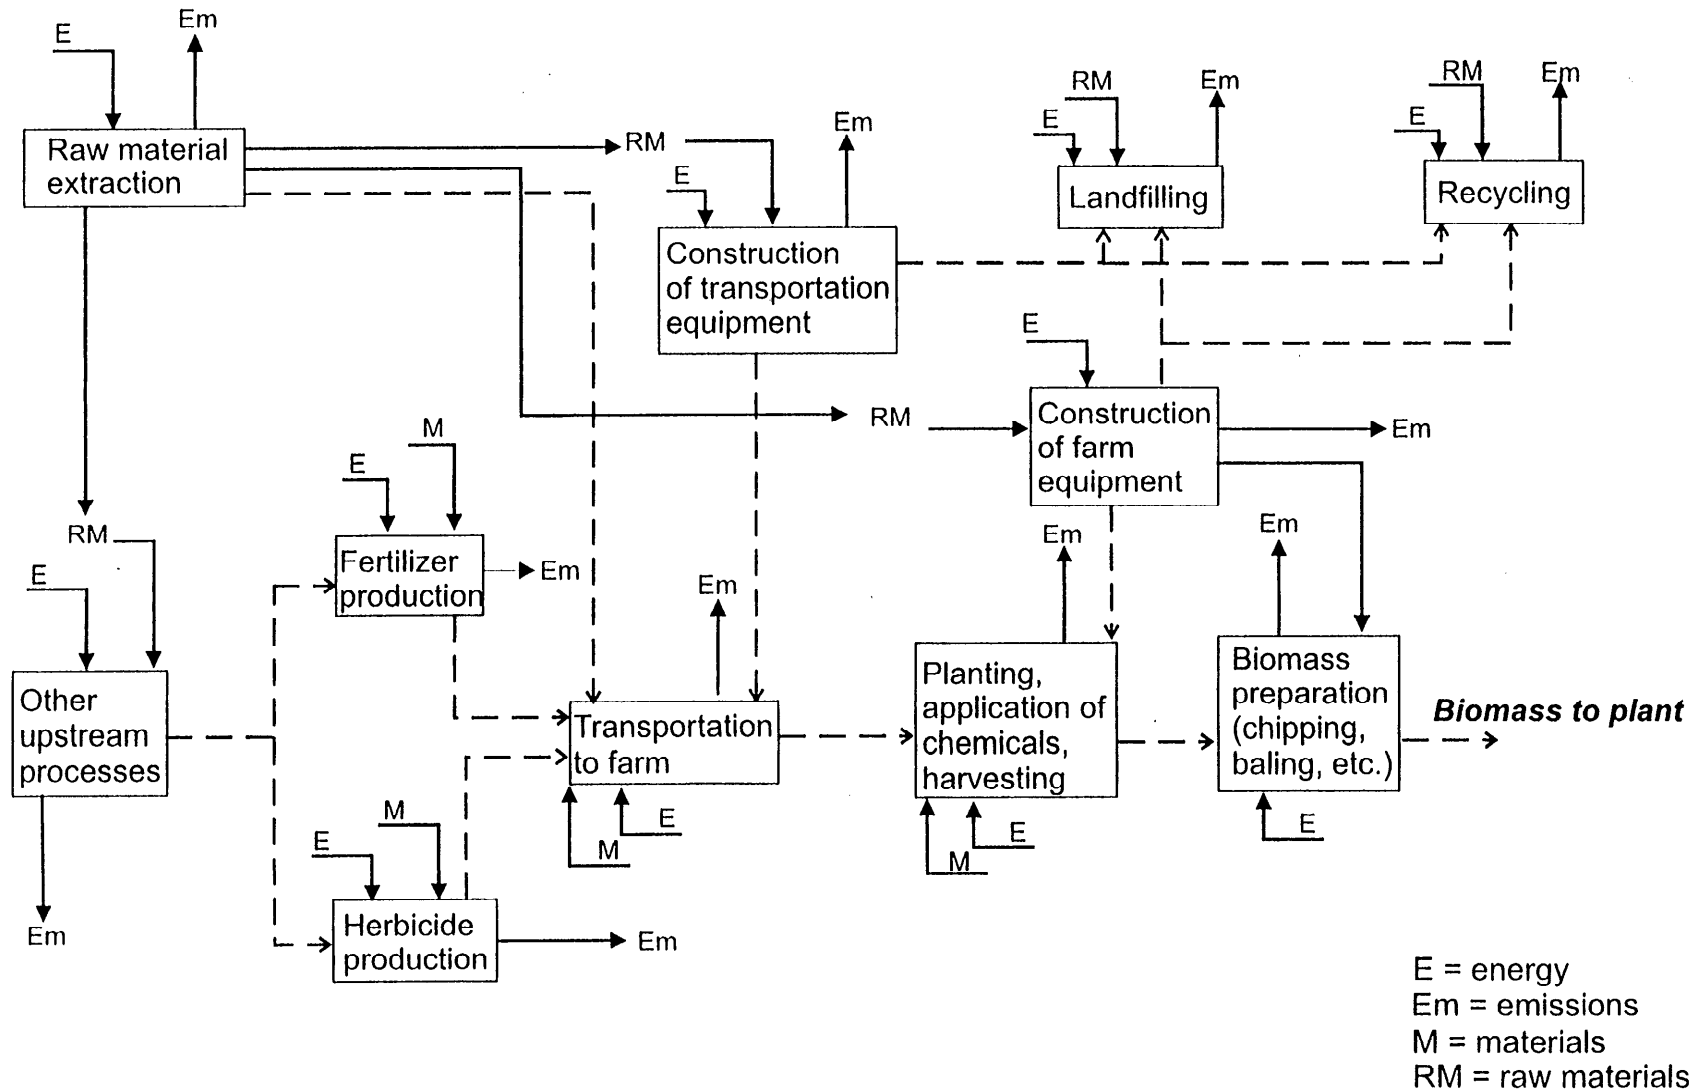 E
Em
Raw material
extraction
RM
E
Em
Construction
of transportation
equipment
RM
E
Em
Landfilling
RM
E
Em
Recycling
E
RM
Construction
of farm
equipment
Em
RM
E
Other
upstream
processes
Em
M
E
Fertilizer
production
Em
M
E
Herbicide
production
Em
Em
Transportation
to farm
E
M
Em
Planting,
application of
chemicals,
harvesting
E
M
Em
Biomass
preparation
(chipping,
baling, etc.)
E
Biomass to plant
E = energy
Em = emissions
M = materials
RM = raw materials